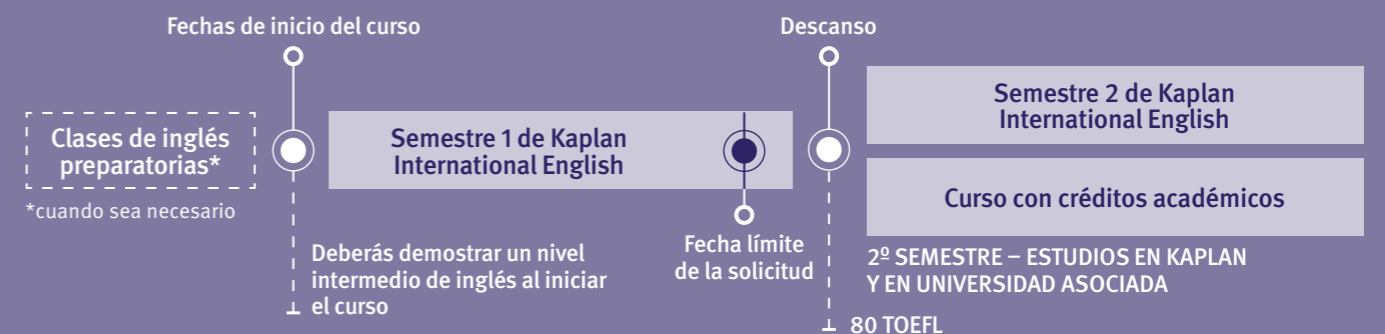 Fechas de inicio del curso
Descanso
Clases de inglés
preparatorias*
*cuando sea necesario
Semestre 1 de Kaplan
International English
Semestre 2 de Kaplan
International English
Curso con créditos académicos
Deberás demostrar un nivel
intermedio de inglés al iniciar
el curso
Fecha límite
de la solicitud
2º SEMESTRE – ESTUDIOS EN KAPLAN
Y EN UNIVERSIDAD ASOCIADA
80 TOEFL